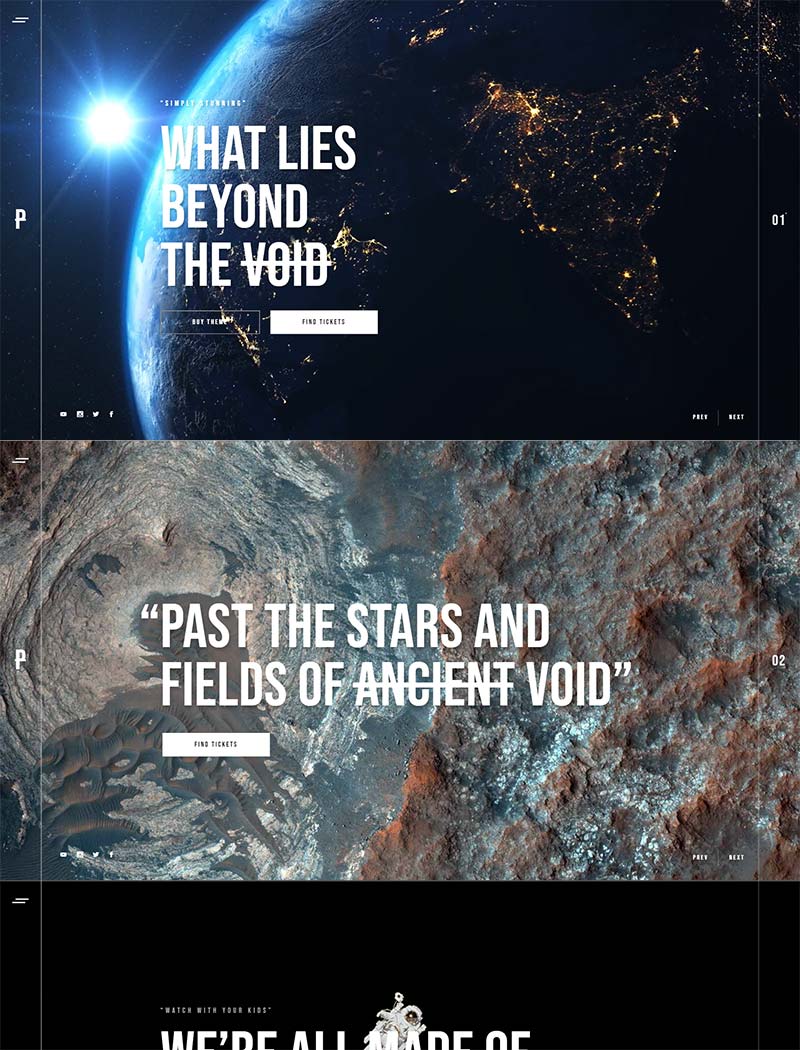 "SIMPLY STUNNING"
WHAT LIES
BEYOND
THE VOID
P
01
BUY THEME
FIND TICKETS
PREV
NEXT
“PAST THE STARS AND
FIELDS OF ANCIENT VOID”
P
02
FIND TICKETS
PREV
NEXT
"WATCH WITH YOUR KIDS"
WE’RE ALL MADE OF